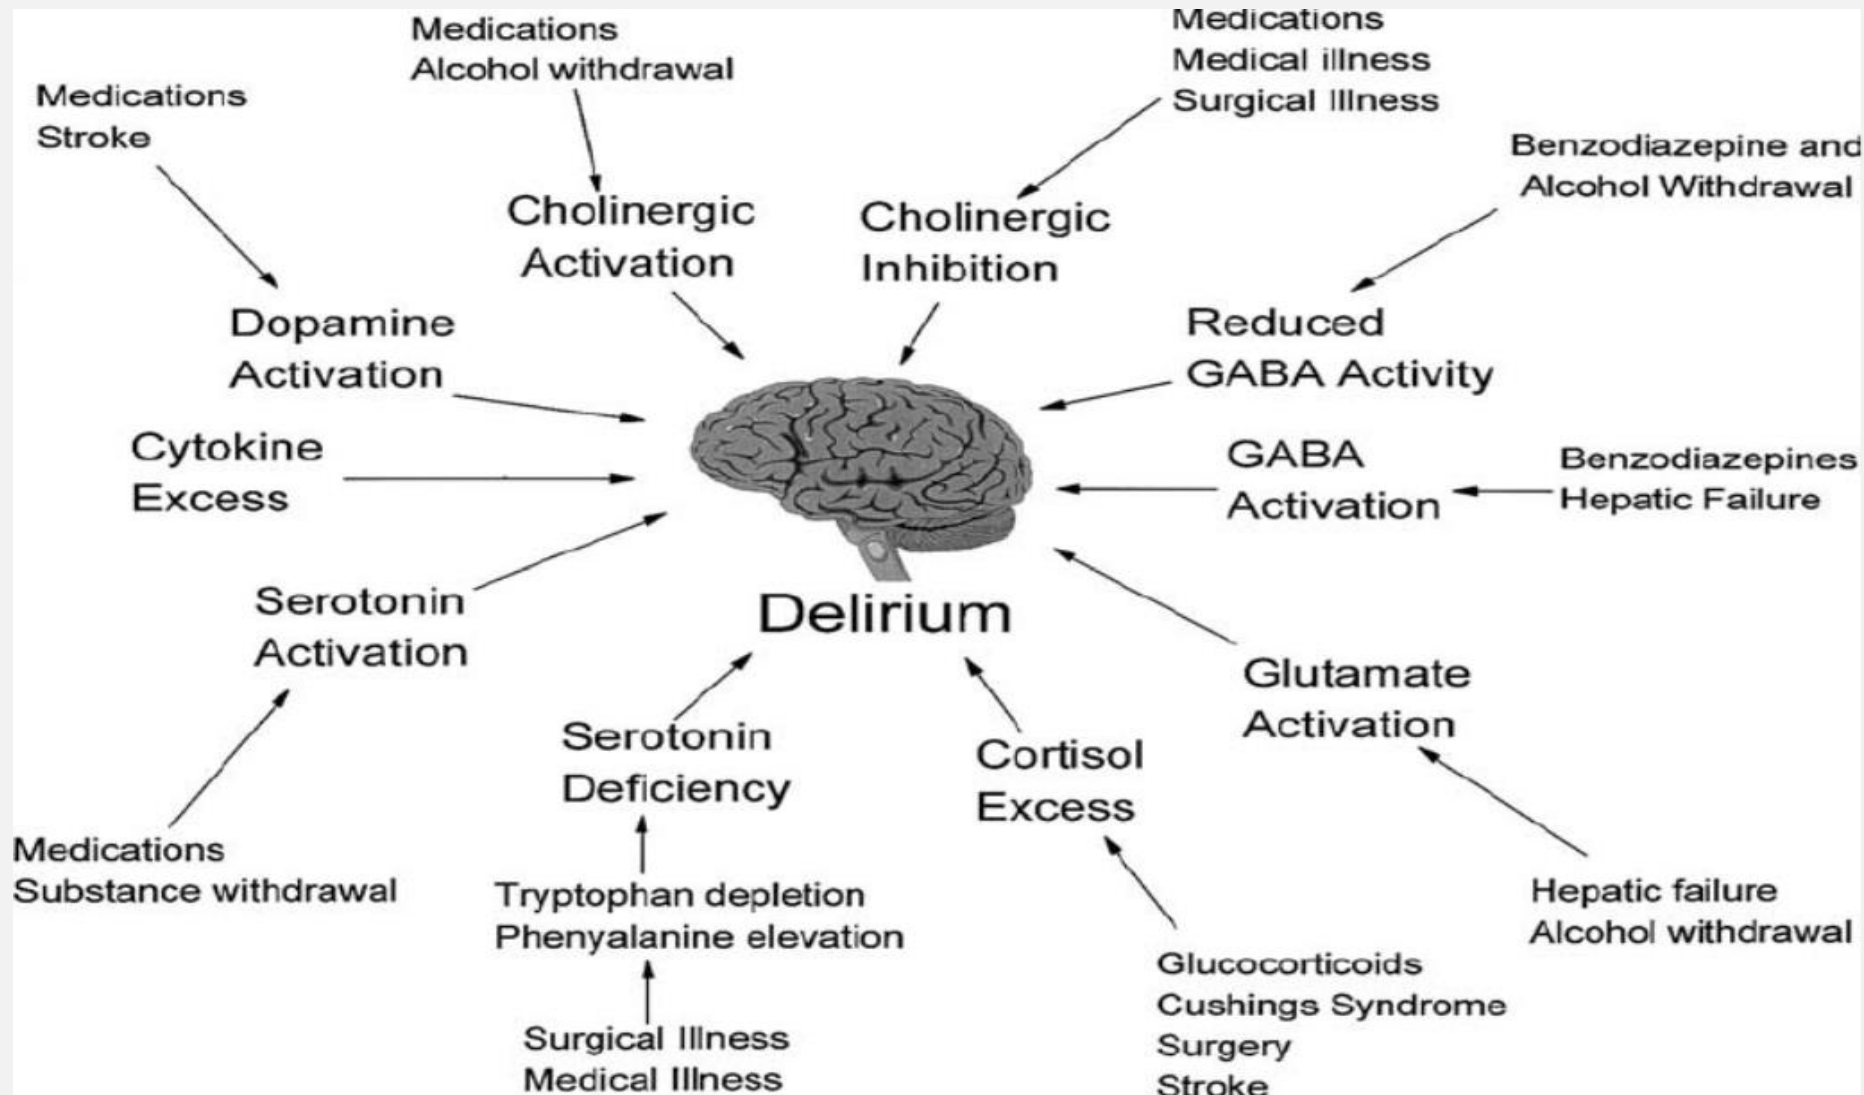 Medications
Alcohol withdrawal
Medications
Medical illness
Surgical Illness
Medications
Stroke
Benzodiazepine and
Alcohol Withdrawal
Cholinergic
Activation
Cholinergic
Inhibition
Dopamine
Activation
Reduced
GABA Activity
Cytokine
Excess
GABA
Activation
Benzodiazepines
Hepatic Failure
Serotonin
Activation
Delirium
Glutamate
Activation
Serotonin
Deficiency
Cortisol
Excess
Medications
Substance withdrawal
Tryptophan depletion
Phenyalanine elevation
Hepatic failure
Alcohol withdrawal
Surgical Illness
Medical Illness
Glucocorticoids
Cushings Syndrome
Surgery
Stroke